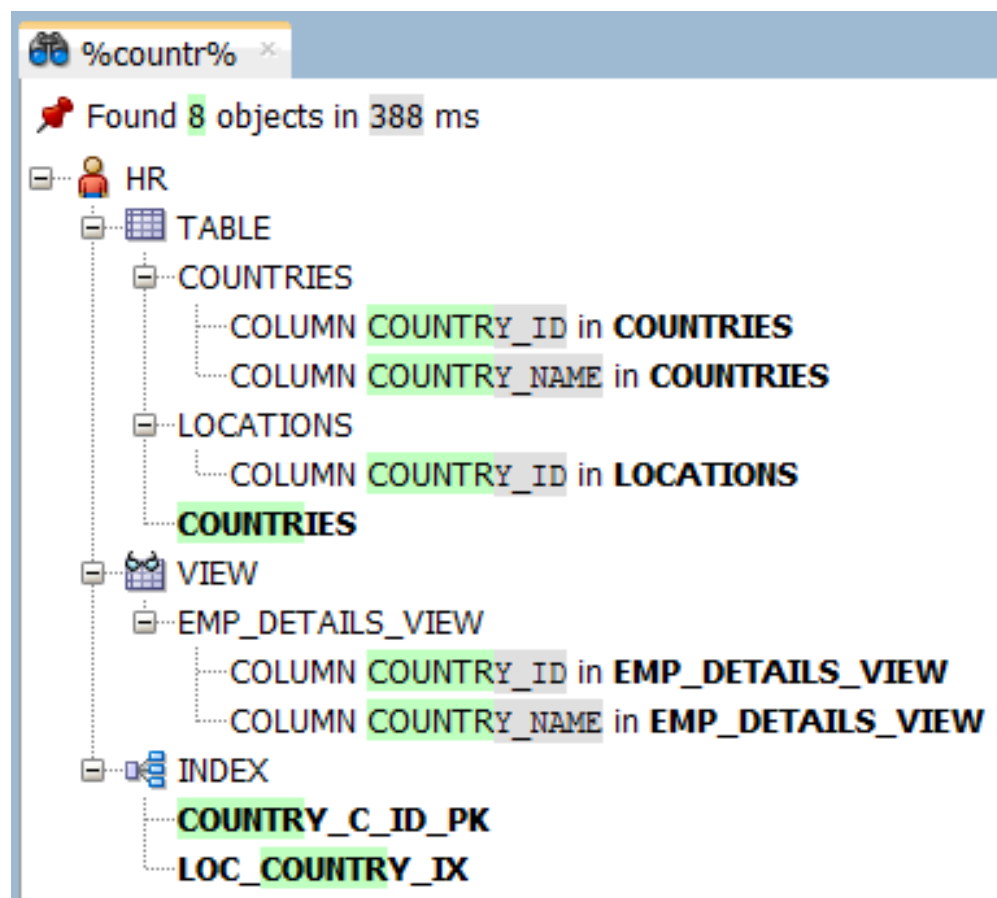 %countr% ×
Found 8 objects in 388 ms
HR
TABLE
COUNTRIES
COLUMN COUNTRY_ID in COUNTRIES
COLUMN COUNTRY_NAME in COUNTRIES
LOCATIONS
COLUMN COUNTRY_ID in LOCATIONS
COUNTRIES
VIEW
EMP_DETAILS_VIEW
COLUMN COUNTRY_ID in EMP_DETAILS_VIEW
COLUMN COUNTRY_NAME in EMP_DETAILS_VIEW
INDEX
COUNTRY_C_ID_PK
LOC_COUNTRY_IX